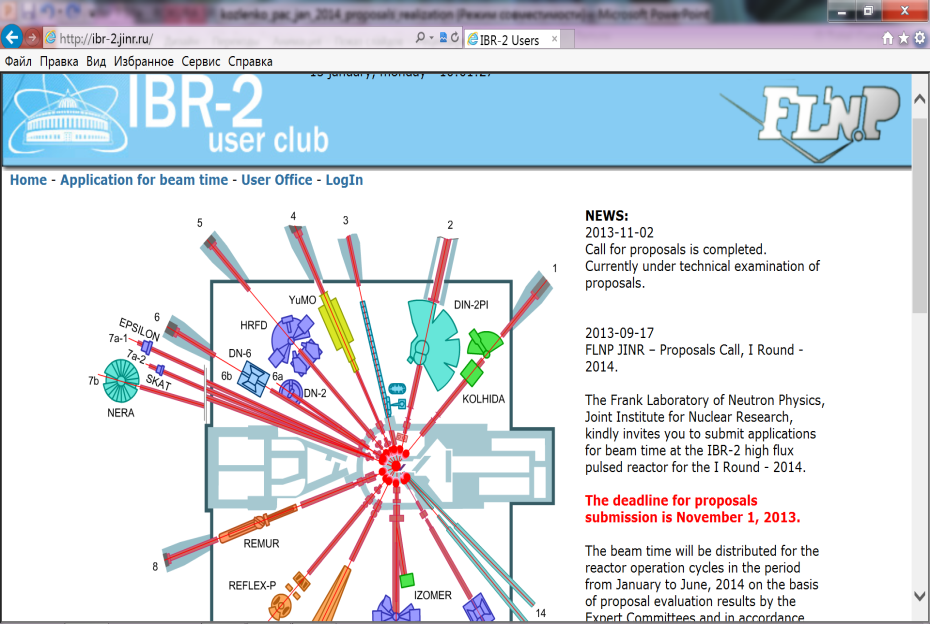 kozlenko_pac_jan_2014_proposals_realization (Режим совместимости) - Microsoft PowerPoint
http://ibr-2.jinr.ru/
IBR-2 Users
Файл Правка Вид Избранное Сервис Справка
13 January, monday - 10:01:27
IBR-2
user club
FLNP
Home - Application for beam time - User Office - LogIn
5
4
3
2
1
YuMO
DIN-2PI
HRFD
6
EPSILON
7a-1
7a-2
DN-6
6b
6a
DN-2
SKAT
7b
NERA
KOLHIDA
REMUR
8
REFLEX-P
IZOMER
14
NEWS:
2013-11-02
Call for proposals is completed.
Currently under technical examination of
proposals.
2013-09-17
FLNP JINR – Proposals Call, I Round -
2014.
The Frank Laboratory of Neutron Physics,
Joint Institute for Nuclear Research,
kindly invites you to submit applications
for beam time at the IBR-2 high flux
pulsed reactor for the I Round - 2014.
The deadline for proposals
submission is November 1, 2013.
The beam time will be distributed for the
reactor operation cycles in the period
from January to June, 2014 on the basis
of proposal evaluation results by the
Expert Committees and in accordance